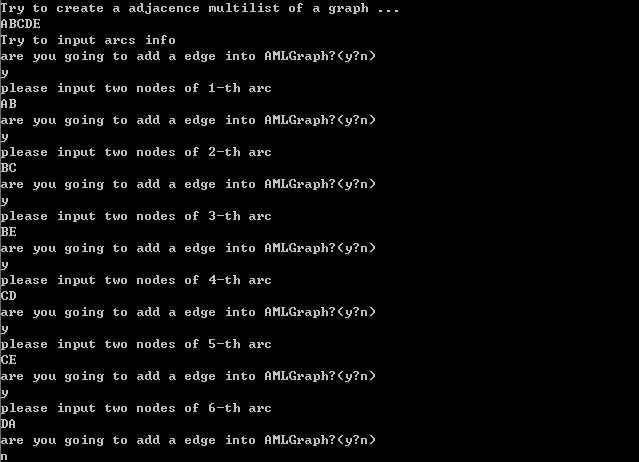 Try to create a adjacence multilist of a graph ...
ABCDE
Try to input arcs info
are you going to add a edge into AMLGraph?(y?n)
y
please input two nodes of 1-th arc
AB
are you going to add a edge into AMLGraph?(y?n)
y
please input two nodes of 2-th arc
BC
are you going to add a edge into AMLGraph?(y?n)
y
please input two nodes of 3-th arc
BE
are you going to add a edge into AMLGraph?(y?n)
y
please input two nodes of 4-th arc
CD
are you going to add a edge into AMLGraph?(y?n)
y
please input two nodes of 5-th arc
CE
are you going to add a edge into AMLGraph?(y?n)
y
please input two nodes of 6-th arc
DA
are you going to add a edge into AMLGraph?(y?n)
n